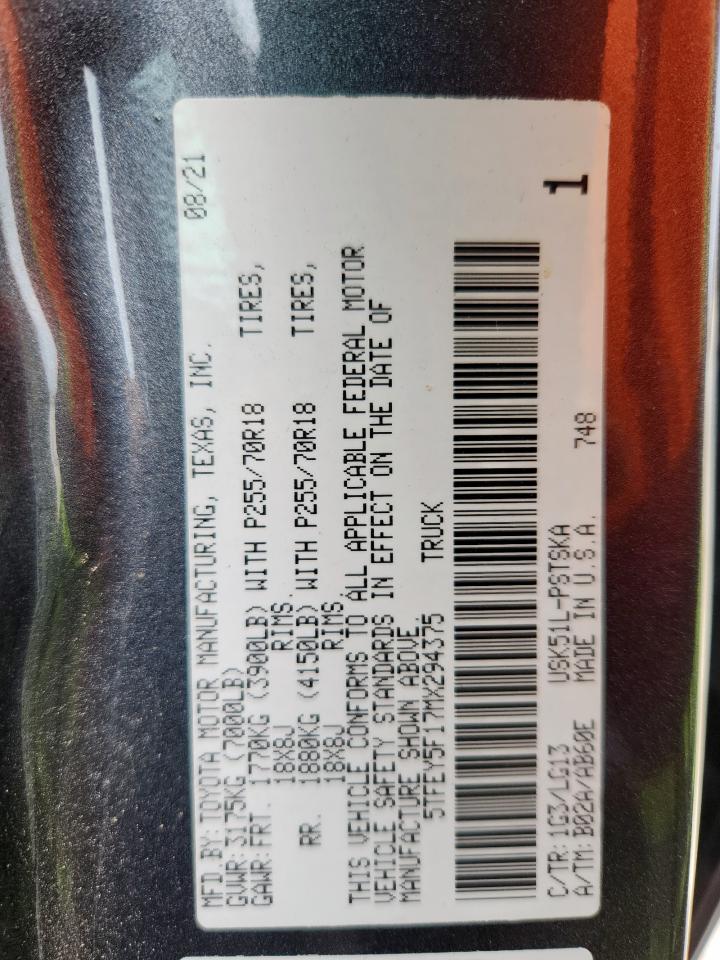 MFD BY: TOYOTA MOTOR MANUFACTURING, TEXAS, INC. 08/21
GVWR: 3175KG (7000LB)
GAWR: FRT. 1770KG (3900LB) WITH P255/70R18 TIRES,
18X8J RIMS.
RR. 1880KG (4150LB) WITH P255/70R18 TIRES,
18X8J RIMS
THIS VEHICLE CONFORMS TO ALL APPLICABLE FEDERAL MOTOR
VEHICLE SAFETY STANDARDS IN EFFECT ON THE DATE OF
MANUFACTURE SHOWN ABOVE.
5TFEY5F17MX294375 TRUCK
1
C/TR: 1G3/LG13 USK51L-PSTSKA
A/TM: B02A/AB60E MADE IN U.S.A. 748